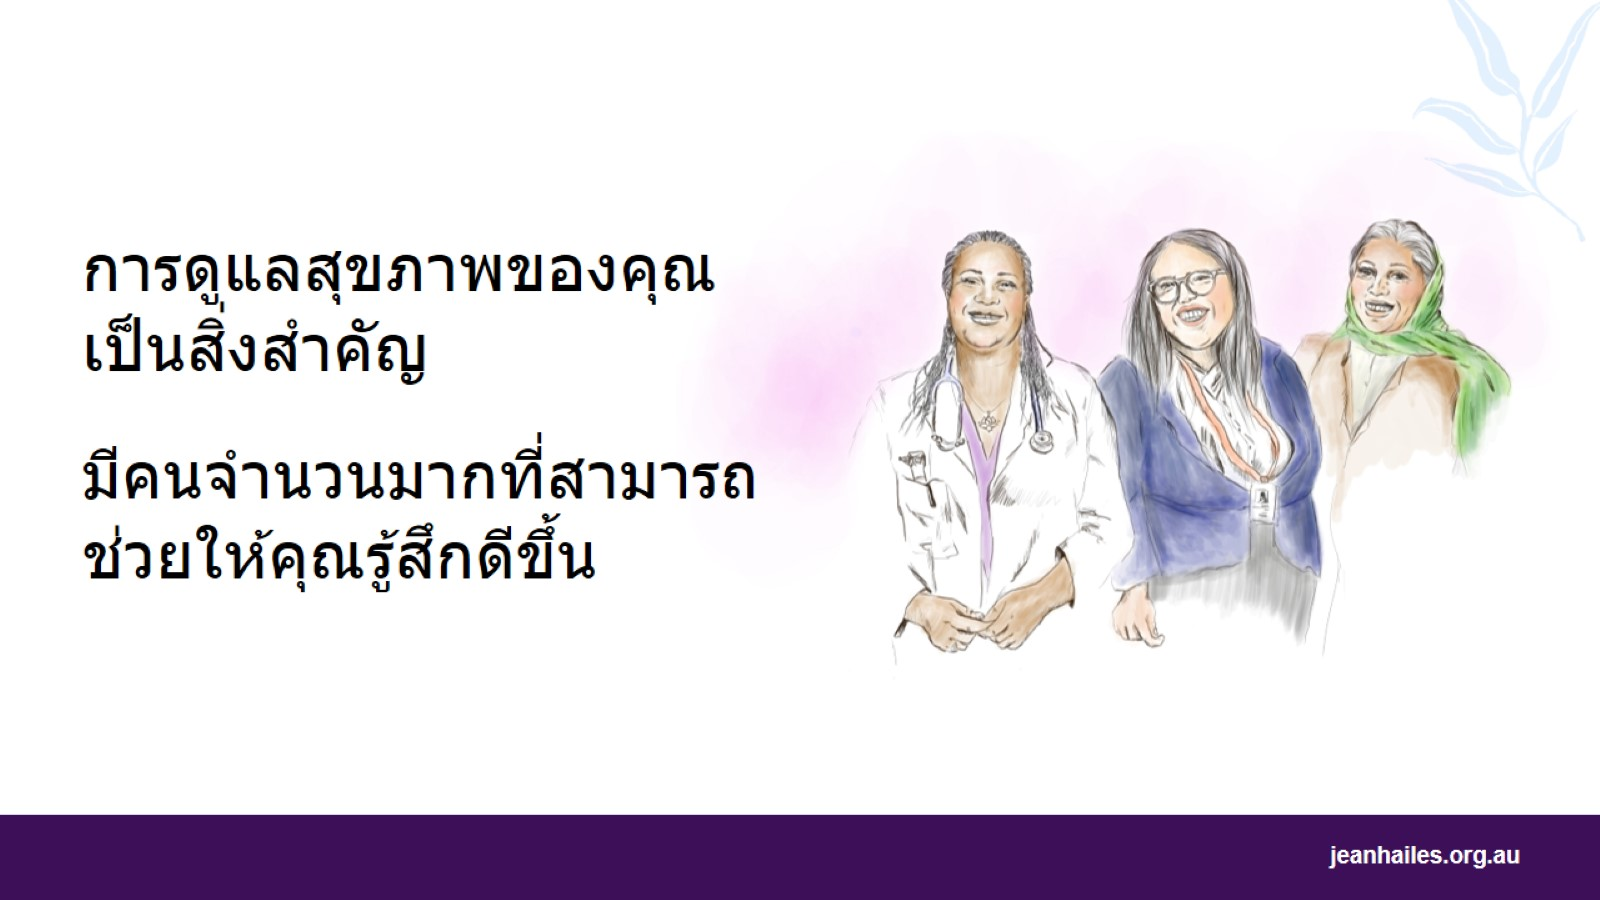 การดูแลสุขภาพของคุณ
เป็นสิ่งสำคัญ
มีคนจำนวนมากที่สามารถ
ช่วยให้คุณรู้สึกดีขึ้น
jeanhailes.org.au